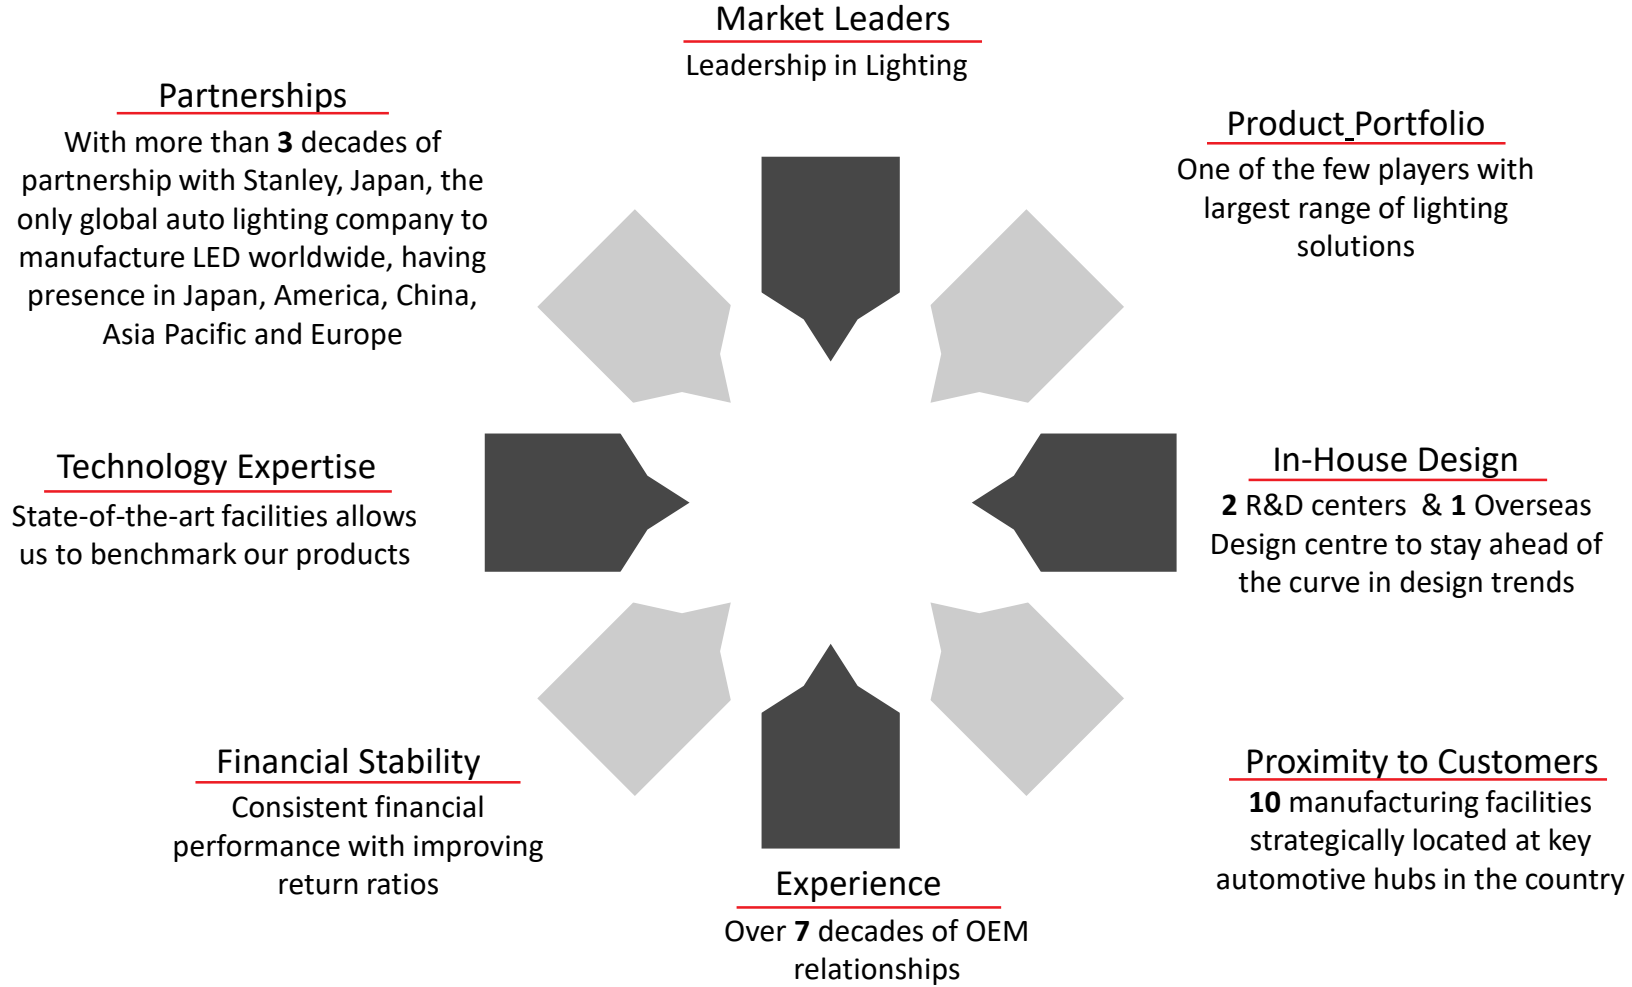 Market Leaders
Leadership in Lighting
Partnerships
With more than 3 decades of
partnership with Stanley, Japan, the
only global auto lighting company to
manufacture LED worldwide, having
presence in Japan, America, China,
Asia Pacific and Europe
Product Portfolio
One of the few players with
largest range of lighting
solutions
Technology Expertise
State-of-the-art facilities allows
us to benchmark our products
In-House Design
2 R&D centers & 1 Overseas
Design centre to stay ahead of
the curve in design trends
Financial Stability
Consistent financial
performance with improving
return ratios
Proximity to Customers
10 manufacturing facilities
strategically located at key
automotive hubs in the country
Experience
Over 7 decades of OEM
relationships